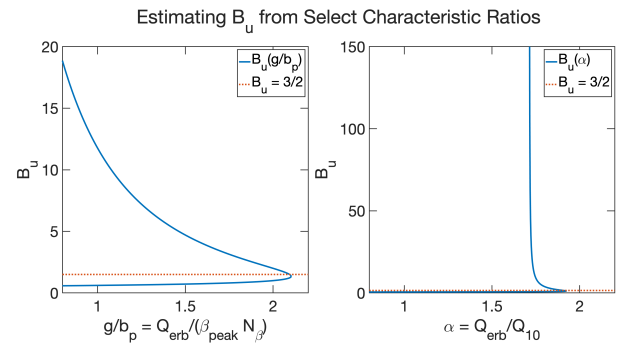 Estimating B_u from Select Characteristic Ratios
20
15
10
5
0
B_u
1
1.5
2
g/b_p = Q_erb/(β_peak N_β)
B_u(g/b_p)
B_u = 3/2
150
100
50
0
B_u
1
1.5
2
α = Q_erb/Q_10
B_u(α)
B_u = 3/2